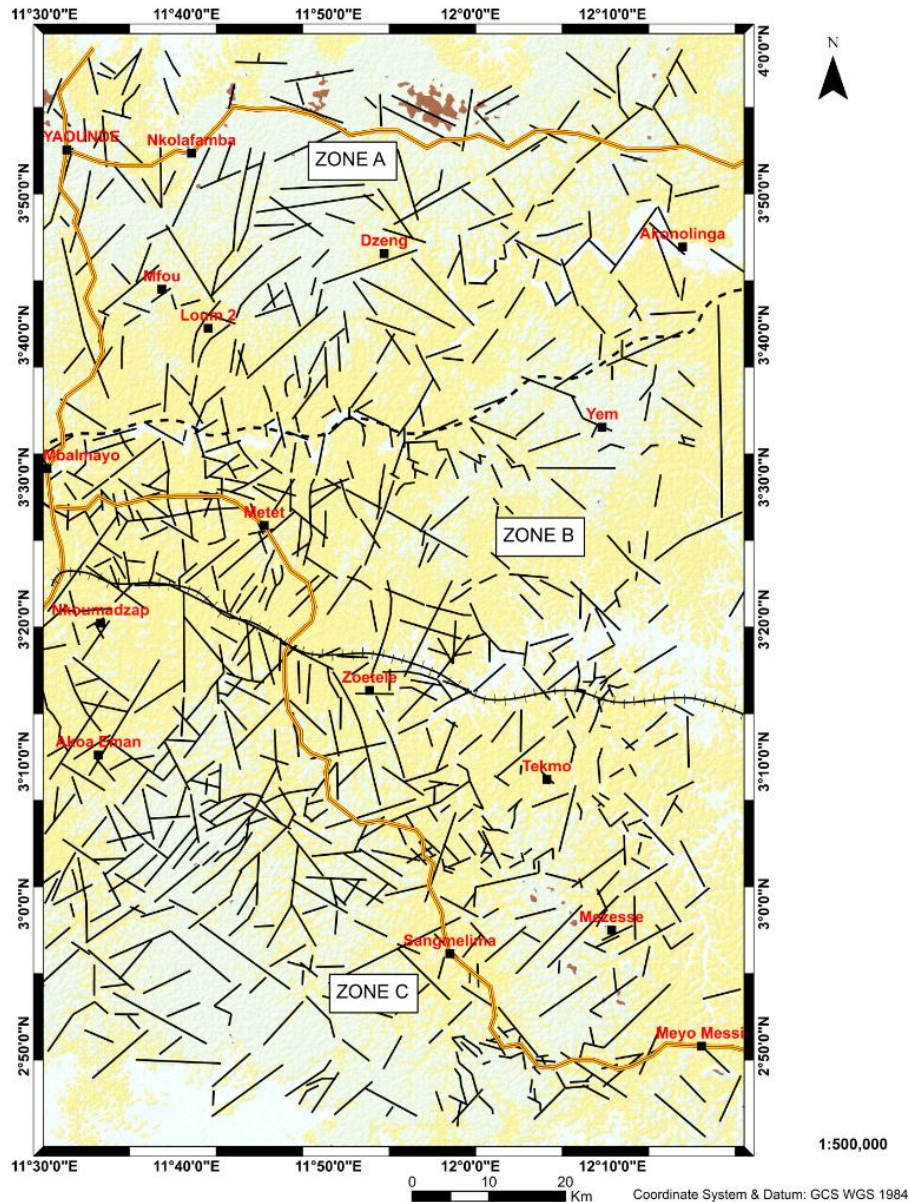 11°30'0"E 11°40'0"E 11°50'0"E 12°0'0"E 12°10'0"E
4°0'0"N
N
YAOUNDE
Nkolafamba
ZONE A
3°50'0"N 3°50'0"N
Akonolinga
Dzeng
Mfou
Loum 2
3°40'0"N 3°40'0"N
Yem
Mbalmayo
3°30'0"N 3°30'0"N
Metet
ZONE B
Nkoumadzap
3°20'0"N 3°20'0"N
Zoetele
Akoa Eman
3°10'0"N 3°10'0"N
Tekmo
3°0'0"N 3°0'0"N
Mezesse
Sangmelima
ZONE C
Meyo Messi
2°50'0"N 2°50'0"N
1:500,000
11°30'0"E 11°40'0"E 11°50'0"E 12°0'0"E 12°10'0"E
0 10 20
Km
Coordinate System & Datum: GCS WGS 1984